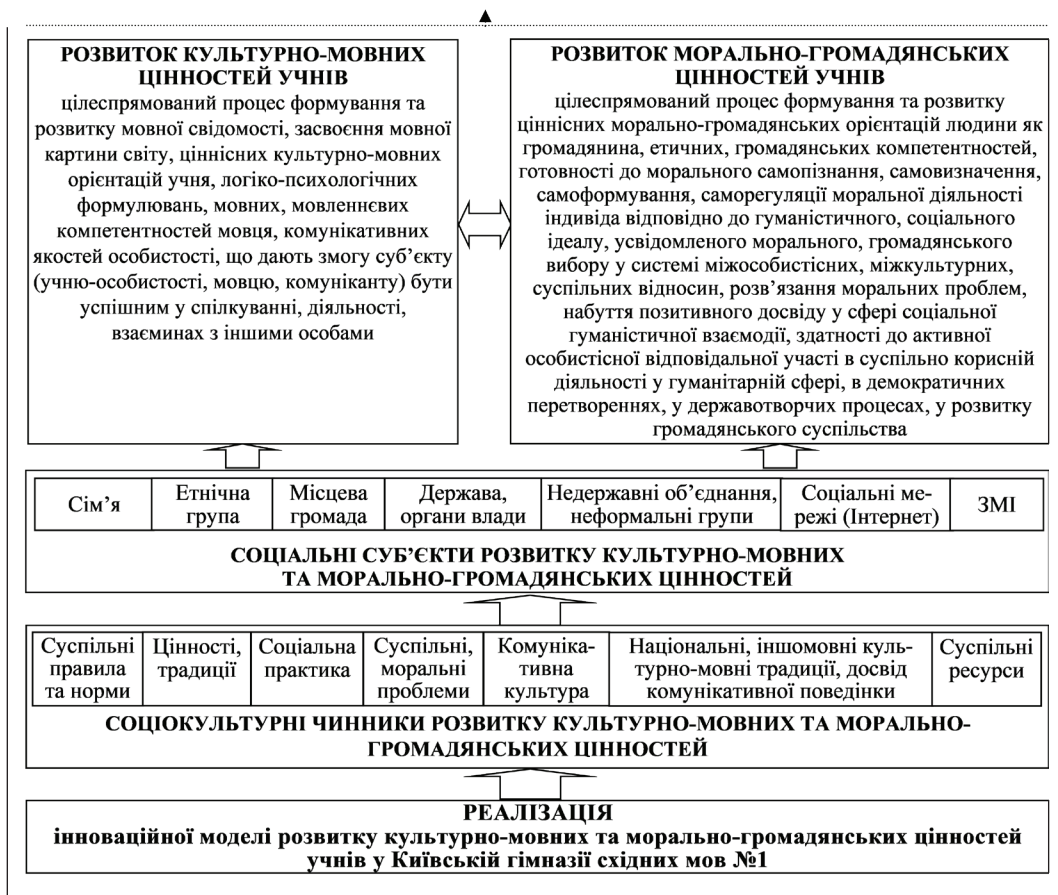 РОЗВИТОК КУЛЬТУРНО-МОВНИХ
ЦІННОСТЕЙ УЧНІВ
цілеспрямований процес формування та
розвитку мовної свідомості, засвоєння мовної
картини світу, ціннісних культурно-мовних
орієнтацій учня, логіко-психологічних
формулювань, мовних, мовленнєвих
компетентностей мовця, комунікативних
якостей особистості, що дають змогу суб’єкту
(учню-особистості, мовцю, комуніканту) бути
успішним у спілкуванні, діяльності,
взаєминах з іншими особами
РОЗВИТОК МОРАЛЬНО-ГРОМАДЯНСЬКИХ
ЦІННОСТЕЙ УЧНІВ
цілеспрямований процес формування та розвитку
ціннісних морально-громадянських орієнтацій людини як
громадянина, етичних, громадянських компетентностей,
готовності до морального самопізнання, самовизначення,
самоформування, саморегуляції моральної діяльності
індивіда відповідно до гуманістичного, соціального
ідеалу, усвідомленого морального, громадянського
вибору у системі міжособистісних, міжкультурних,
суспільних відносин, розв’язання моральних проблем,
набуття позитивного досвіду у сфері соціальної
гуманістичної взаємодії, здатності до активної
особистісної відповідальної участі в суспільно корисній
діяльності у гуманітарній сфері, в демократичних
перетвореннях, у державотворчих процесах, у розвитку
громадянського суспільства
Сім’я
Етнічна
група
Місцева
громада
Держава,
органи влади
Недержавні об’єднання,
неформальні групи
Соціальні ме-
режі (Інтернет)
ЗМІ
СОЦІАЛЬНІ СУБ’ЄКТИ РОЗВИТКУ КУЛЬТУРНО-МОВНИХ
ТА МОРАЛЬНО-ГРОМАДЯНСЬКИХ ЦІННОСТЕЙ
Суспільні
правила
та норми
Цінності,
традиції
Соціальна
практика
Суспільні,
моральні
проблеми
Комуніка-
тивна
культура
Національні, іншомовні куль-
турно-мовні традиції, досвід
комунікативної поведінки
Суспільні
ресурси
СОЦІОКУЛЬТУРНІ ЧИННИКИ РОЗВИТКУ КУЛЬТУРНО-МОВНИХ ТА МОРАЛЬНО-
ГРОМАДЯНСЬКИХ ЦІННОСТЕЙ
РЕАЛІЗАЦІЯ
інноваційної моделі розвитку культурно-мовних та морально-громадянських цінностей
учнів у Київській гімназії східних мов №1